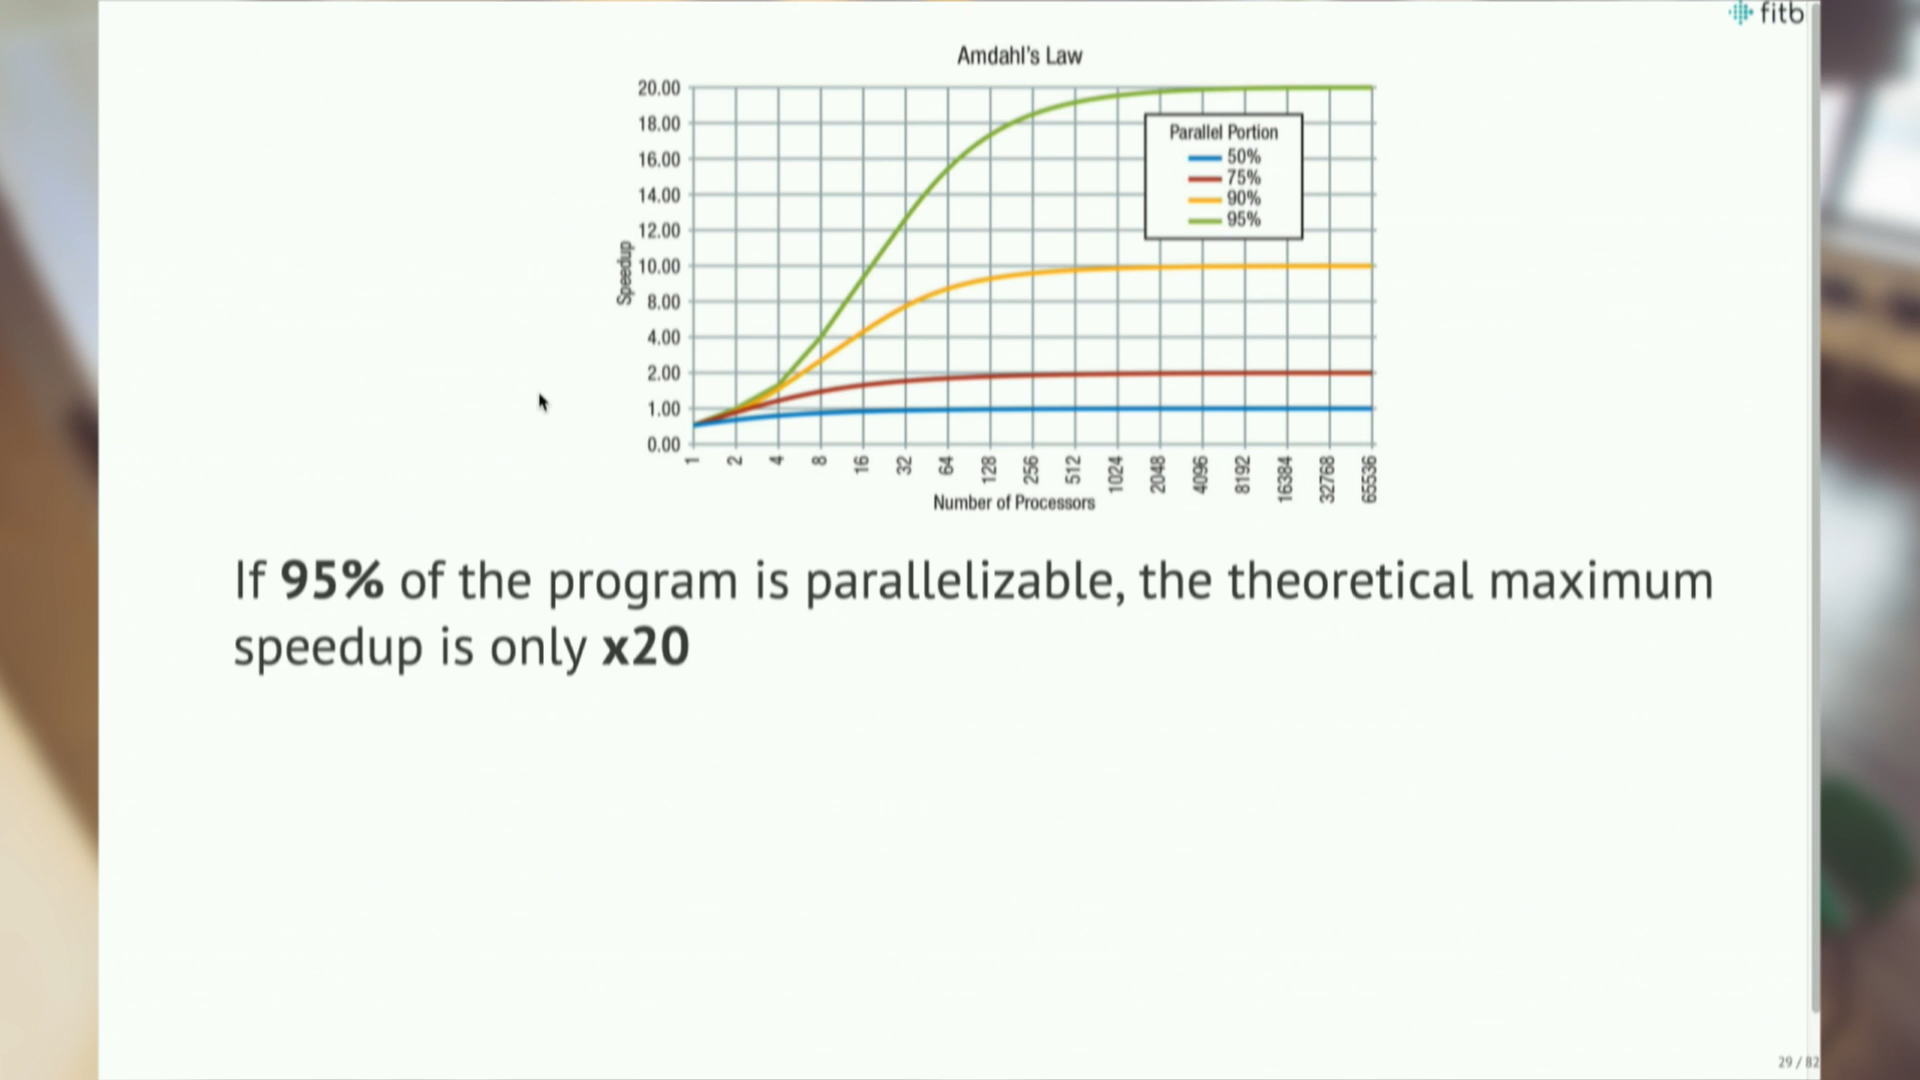 fitb
Amdahl's Law
20.00
18.00
16.00
14.00
12.00
10.00
8.00
4.00
2.00
1.00
0.00
Speedup
Parallel Portion
50%
75%
90%
95%
1 2 4 8 16 32 64 128 256 512 1024 2048 4096 8192 16384 32768 65536
Number of Processors
If 95% of the program is parallelizable, the theoretical maximum
speedup is only x20
29 / 82